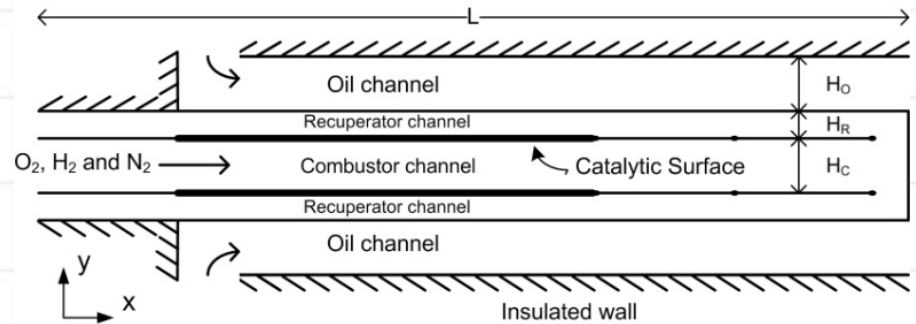 L
Oil channel
H₀
Recuperator channel
H_R
O₂, H₂ and N₂
Combustor channel
Catalytic Surface
H_C
Recuperator channel
Oil channel
y
x
Insulated wall